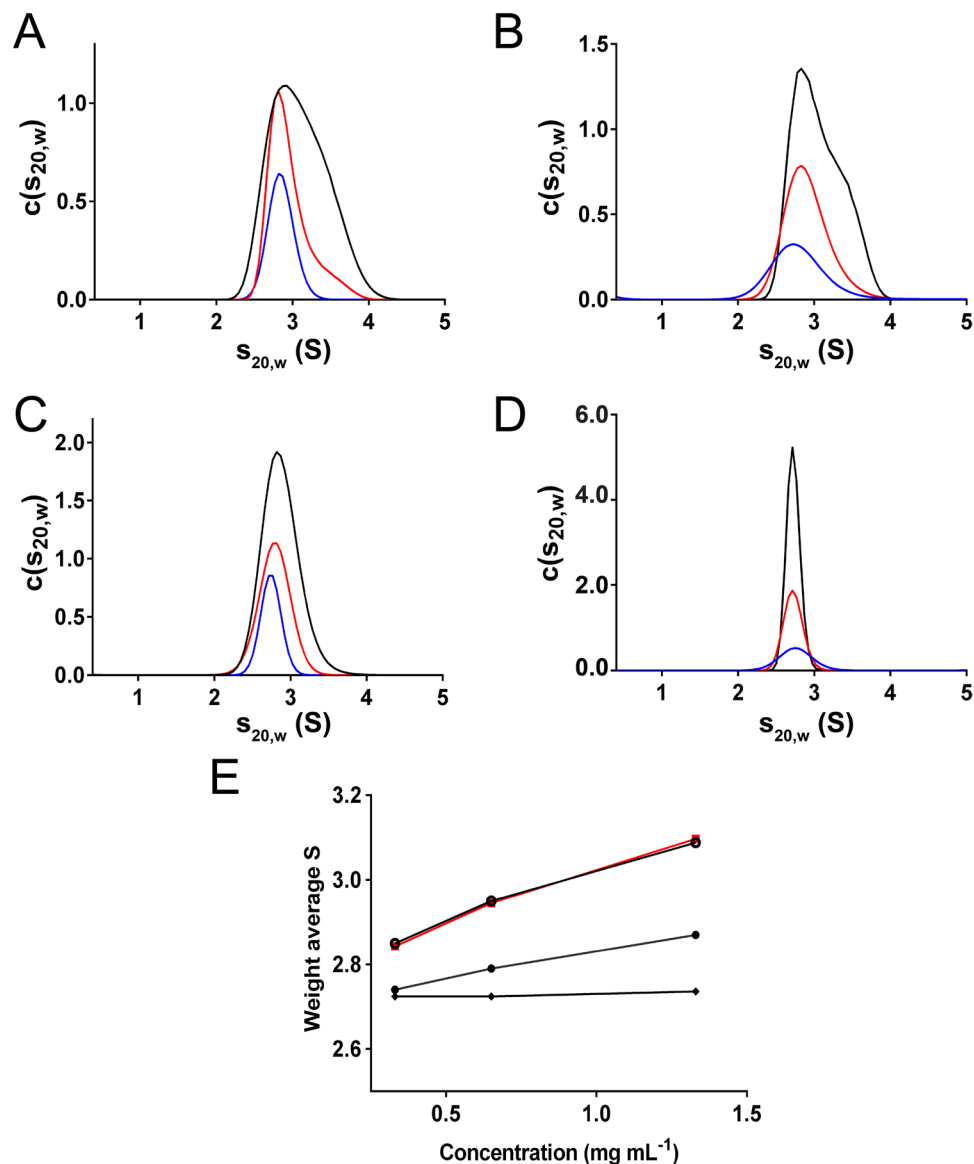 A
c(s20,w)
1.0
0.5
0.0
1 2 3 4 5
s20,w (S)
B
c(s20,w)
1.5
1.0
0.5
0.0
1 2 3 4 5
s20,w (S)
C
c(s20,w)
2.0
1.5
1.0
0.5
0.0
1 2 3 4 5
s20,w (S)
D
c(s20,w)
6.0
4.0
2.0
0.0
1 2 3 4 5
s20,w (S)
E
Weight average S
3.2
3.0
2.8
2.6
0.5 1.0 1.5
Concentration (mg mL-1)